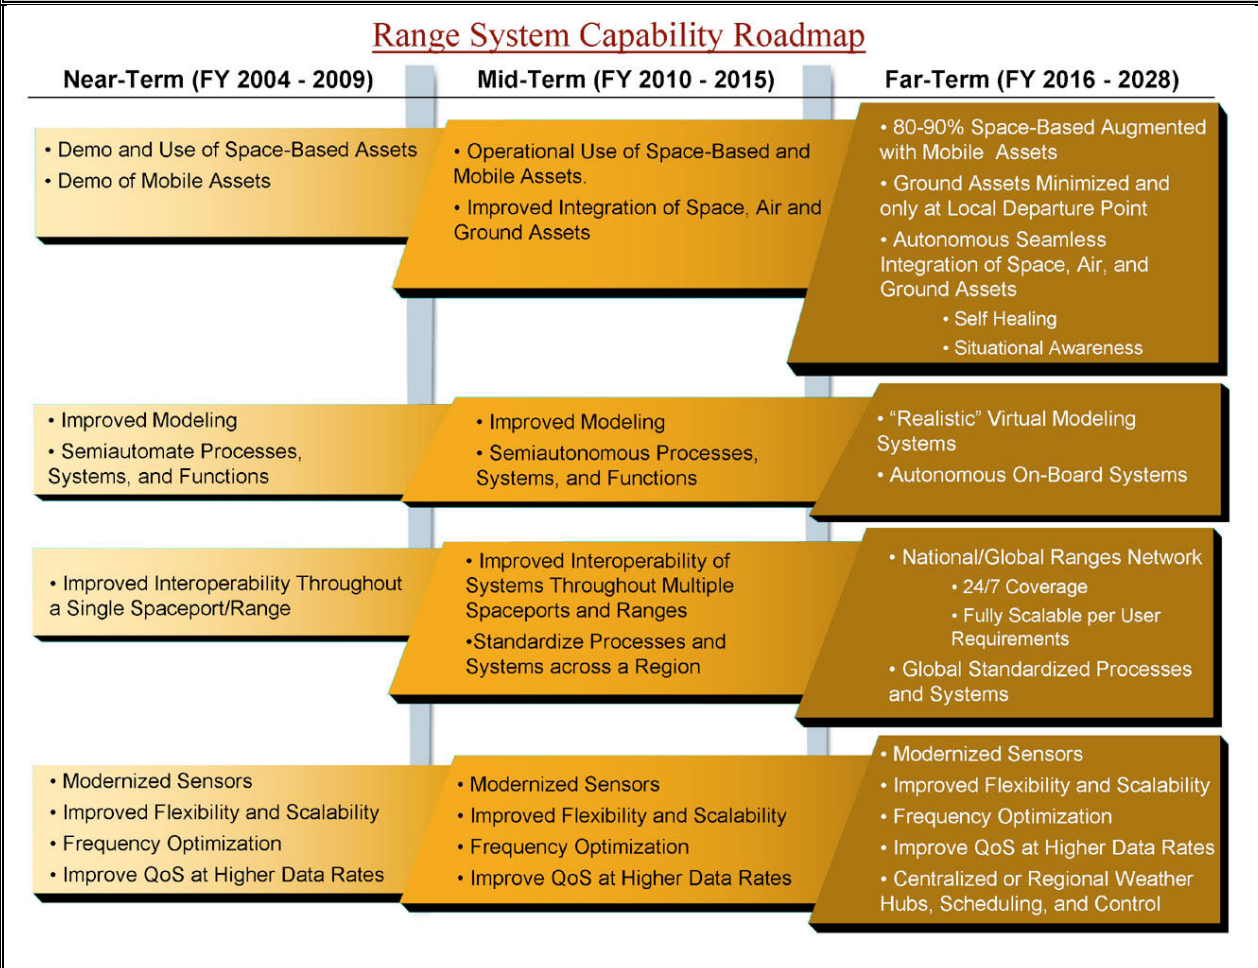 Range System Capability Roadmap
Near-Term (FY 2004 - 2009)
Mid-Term (FY 2010 - 2015)
Far-Term (FY 2016 - 2028)
• Demo and Use of Space-Based Assets
• Demo of Mobile Assets
• Operational Use of Space-Based and
Mobile Assets.
• Improved Integration of Space, Air and
Ground Assets
• 80-90% Space-Based Augmented
with Mobile Assets
• Ground Assets Minimized and
only at Local Departure Point
• Autonomous Seamless
Integration of Space, Air, and
Ground Assets
• Self Healing
• Situational Awareness
• Improved Modeling
• Semiautomate Processes,
Systems, and Functions
• Improved Modeling
• Semiautonomous Processes,
Systems, and Functions
• “Realistic” Virtual Modeling
Systems
• Autonomous On-Board Systems
• Improved Interoperability Throughout
a Single Spaceport/Range
• Improved Interoperability of
Systems Throughout Multiple
Spaceports and Ranges
•Standardize Processes and
Systems across a Region
• National/Global Ranges Network
• 24/7 Coverage
• Fully Scalable per User
Requirements
• Global Standardized Processes
and Systems
• Modernized Sensors
• Improved Flexibility and Scalability
• Frequency Optimization
• Improve QoS at Higher Data Rates
• Modernized Sensors
• Improved Flexibility and Scalability
• Frequency Optimization
• Improve QoS at Higher Data Rates
• Modernized Sensors
• Improved Flexibility and Scalability
• Frequency Optimization
• Improve QoS at Higher Data Rates
• Centralized or Regional Weather
Hubs, Scheduling, and Control